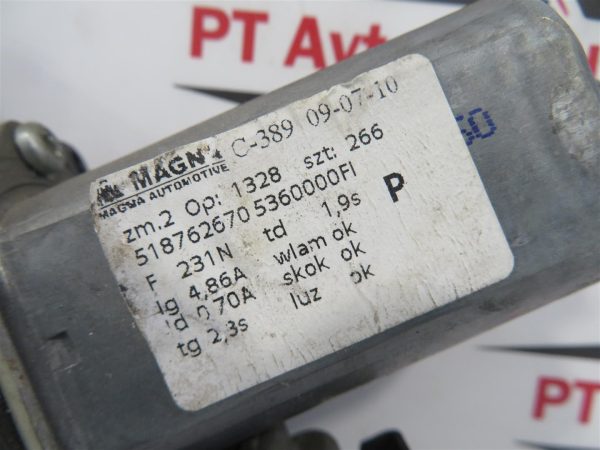 PT Avto
MAGNA C-389 09-07-10
MAGNA AUTOMOTIVE
zm.2 Op: 1328 szt: 266
518762670 5360000FI P
F 231N td 1,9s
Ig 4,86A wlam ok
Id 0,70A skok ok
tg 2,3s luz ok
PT A